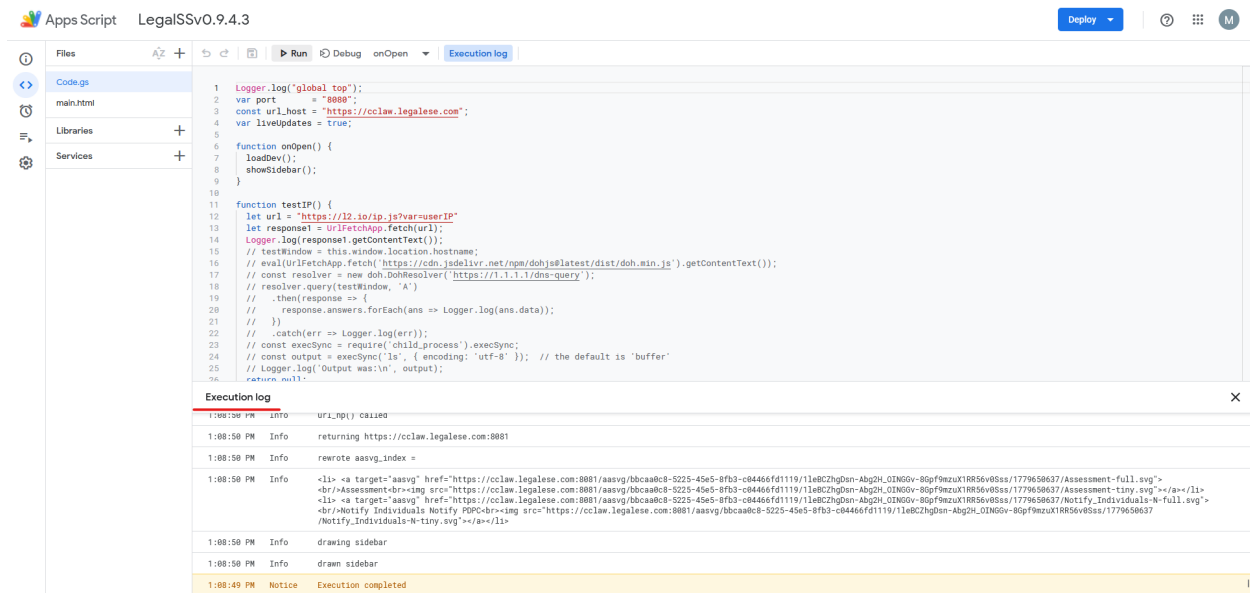 Apps Script LegalSSv0.9.4.3 Deploy M
Files AZ Run Debug onOpen Execution log
Code.gs
main.html
Libraries
Services
1 Logger.log("global top");
2 var port = "8080";
3 const url_host = "https://cclaw.legalese.com";
4 var liveUpdates = true;
5
6 function onOpen() {
7 loadDev();
8 showSidebar();
9 }
10
11 function testIP() {
12 let url = "https://l2.io/ip.js?var=userIP"
13 let response1 = UrlFetchApp.fetch(url);
14 Logger.log(response1.getContentText());
15 // testWindow = this.window.location.hostname;
16 // eval(UrlFetchApp.fetch('https://cdn.jsdelivr.net/npm/dohjs@latest/dist/doh.min.js').getContentText());
17 // const resolver = new doh.DohResolver('https://1.1.1.1/dns-query');
18 // resolver.query(testWindow, 'A')
19 // .then(response => {
20 // response.answers.forEach(ans => Logger.log(ans.data));
21 // })
22 // .catch(err => Logger.log(err));
23 // const execSync = require('child_process').execSync;
24 // const output = execSync('ls', { encoding: 'utf-8' }); // the default is 'buffer'
25 // Logger.log('Output was:\n', output);
26 return null;
Execution log
1:08:50 PM Info url_hp() called
1:08:50 PM Info returning https://cclaw.legalese.com:8081
1:08:50 PM Info rewrote aasvg_index =
1:08:50 PM Info <li> <a target="aasvg" href="https://cclaw.legalese.com:8081/aasvg/bbcaa0c8-5225-45e5-8fb3-c04466fd1119/1leBCZhgDsn-Abg2H_OINGGv-8Gpf9mzuX1RR56v0Sss/1779650637/Assessment-full.svg">
<br/>Assessment<br><img src="https://cclaw.legalese.com:8081/aasvg/bbcaa0c8-5225-45e5-8fb3-c04466fd1119/1leBCZhgDsn-Abg2H_OINGGv-8Gpf9mzuX1RR56v0Sss/1779650637/Assessment-tiny.svg"></a></li>
<li> <a target="aasvg" href="https://cclaw.legalese.com:8081/aasvg/bbcaa0c8-5225-45e5-8fb3-c04466fd1119/1leBCZhgDsn-Abg2H_OINGGv-8Gpf9mzuX1RR56v0Sss/1779650637/Notify_Individuals-N-full.svg">
<br/>Notify Individuals Notify PDPC<br><img src="https://cclaw.legalese.com:8081/aasvg/bbcaa0c8-5225-45e5-8fb3-c04466fd1119/1leBCZhgDsn-Abg2H_OINGGv-8Gpf9mzuX1RR56v0Sss/1779650637
/Notify_Individuals-N-tiny.svg"></a></li>
1:08:50 PM Info drawing sidebar
1:08:50 PM Info drawn sidebar
1:08:49 PM Notice Execution completed